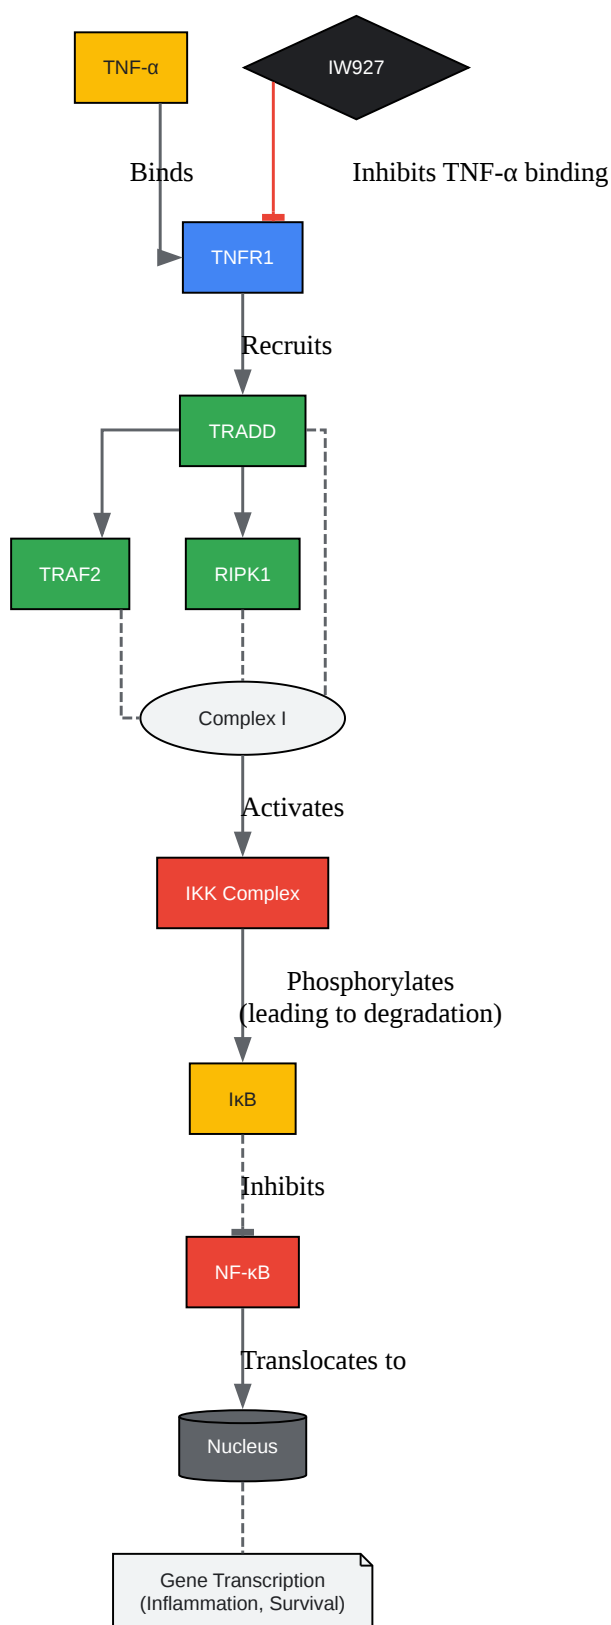 TNF-α
IW927
Binds
Inhibits TNF-α binding
TNFR1
Recruits
TRADD
TRAF2
RIPK1
Complex I
Activates
IKK Complex
Phosphorylates
(leading to degradation)
IκB
Inhibits
NF-κB
Translocates to
Nucleus
Gene Transcription
(Inflammation, Survival)